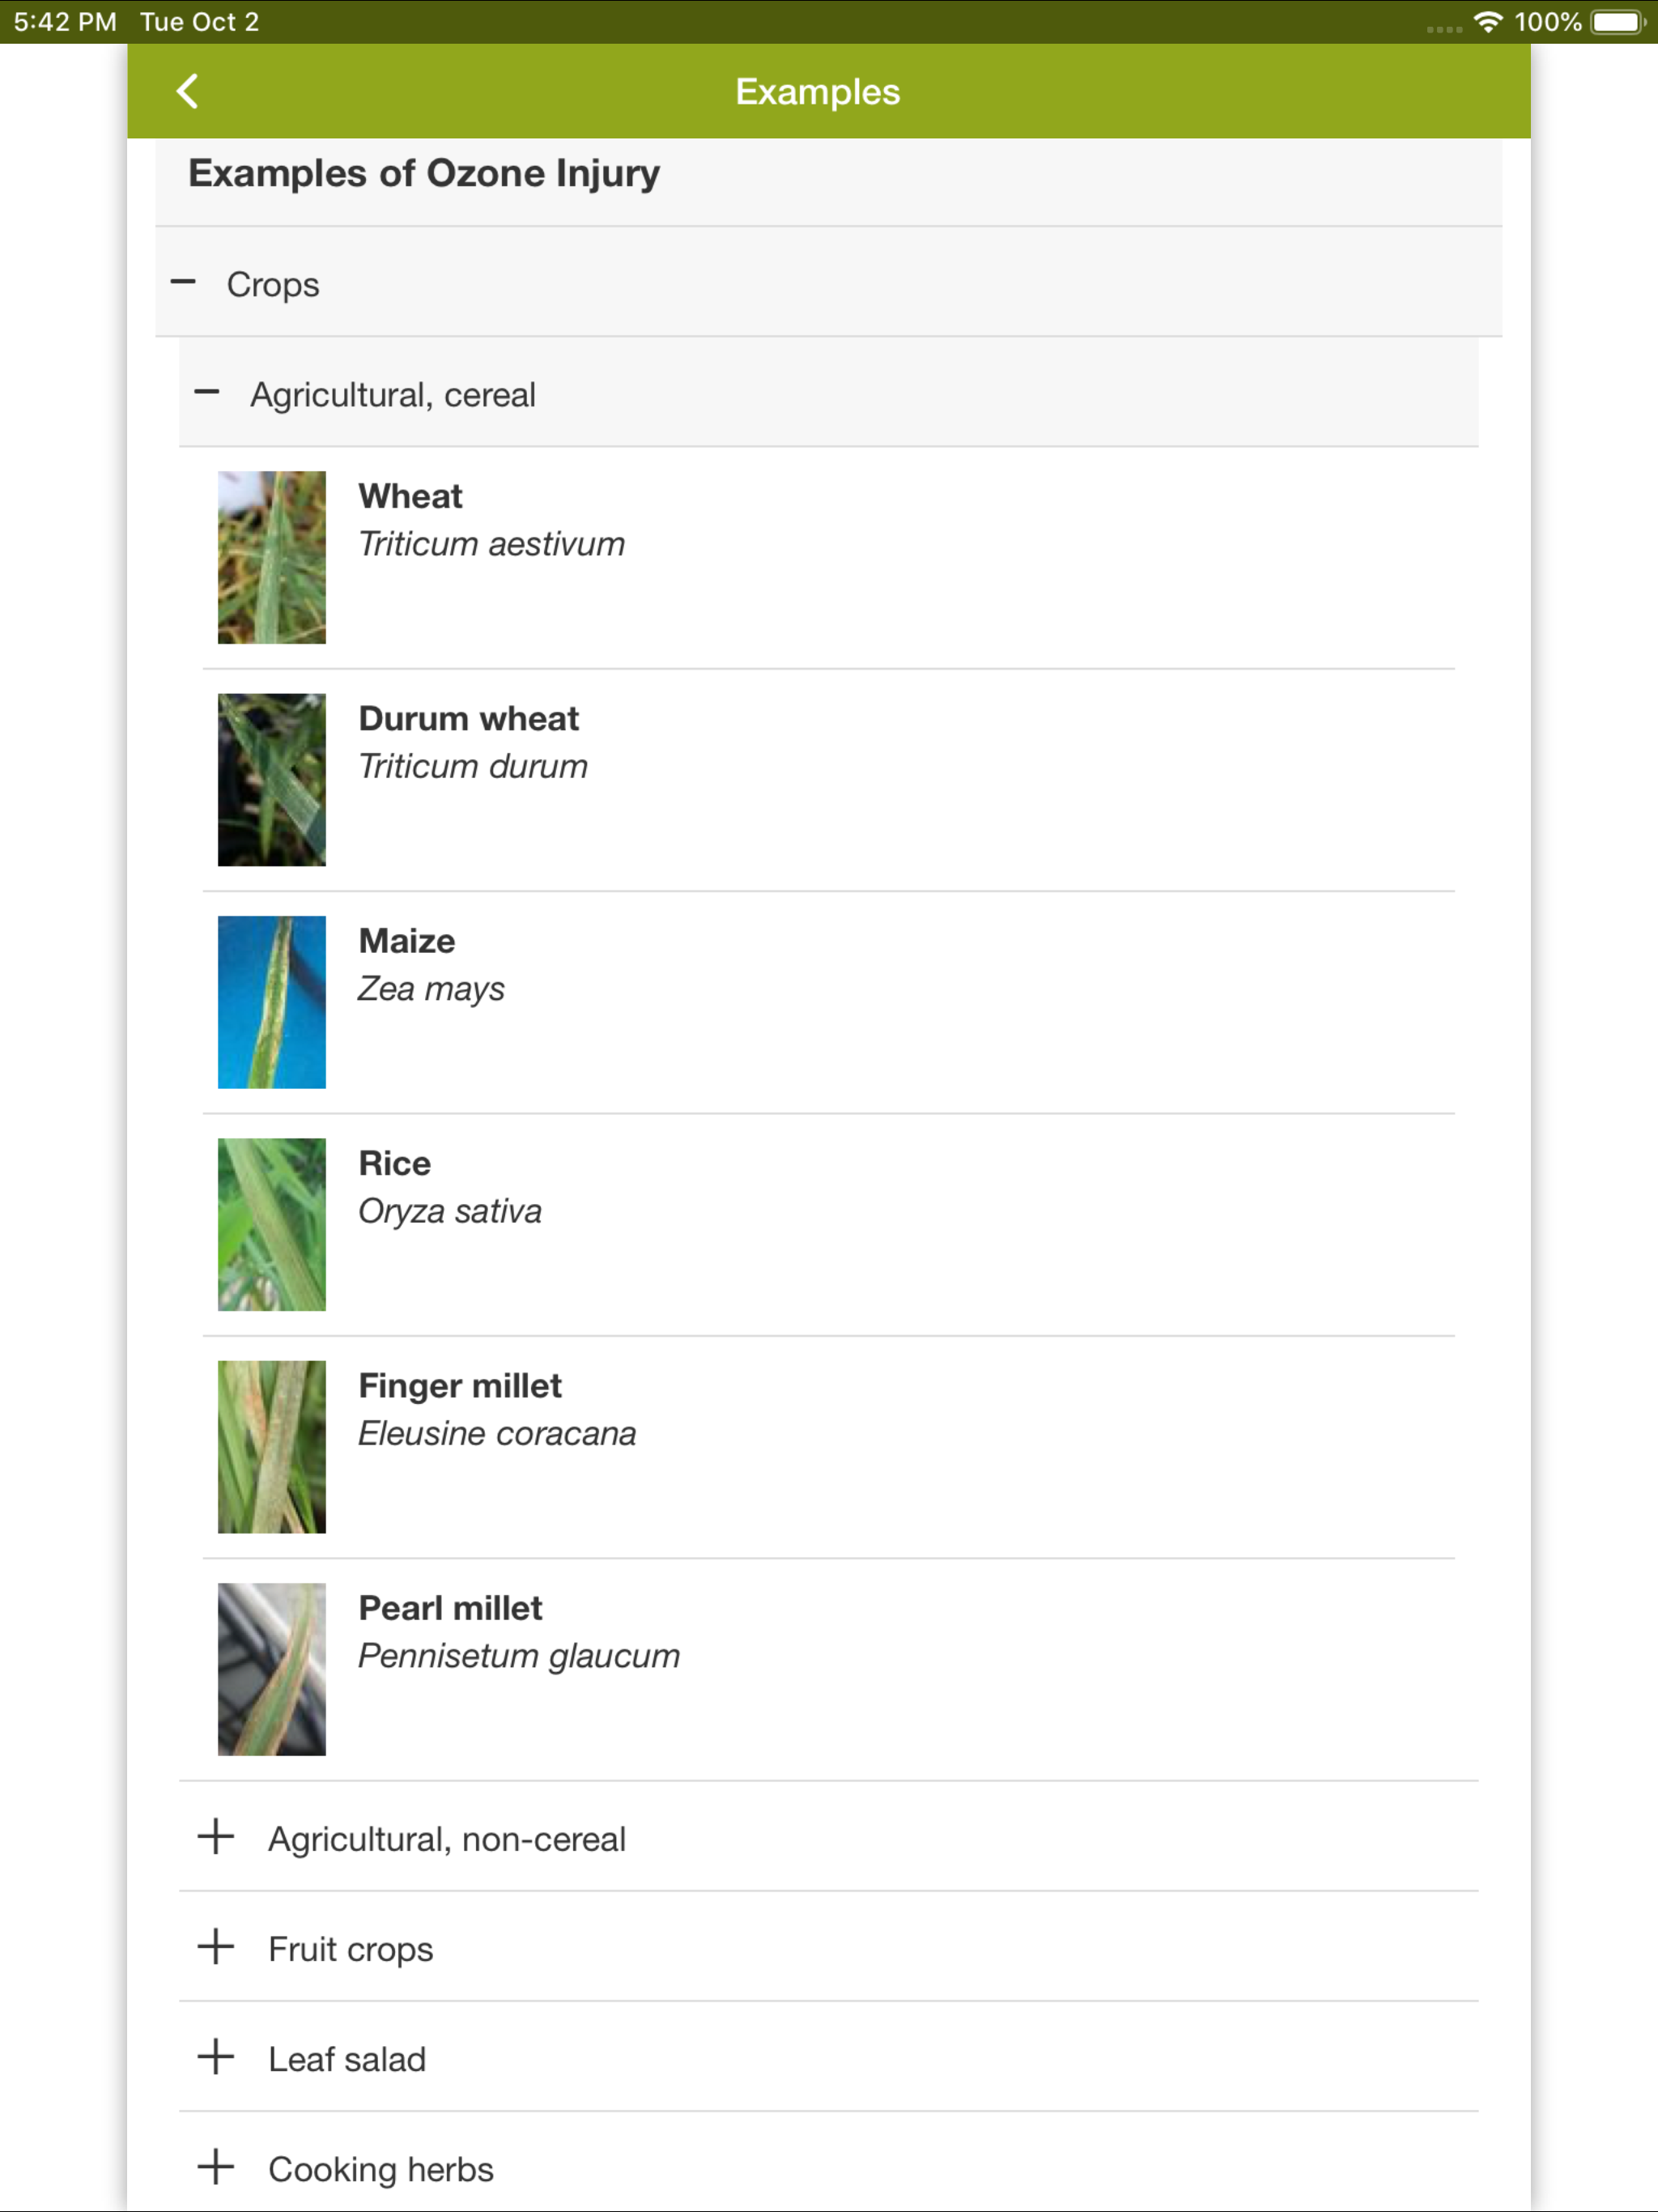 5:42 PM Tue Oct 2 100%
Examples
Examples of Ozone Injury
Crops
Agricultural, cereal
Wheat
Triticum aestivum
Durum wheat
Triticum durum
Maize
Zea mays
Rice
Oryza sativa
Finger millet
Eleusine coracana
Pearl millet
Pennisetum glaucum
Agricultural, non-cereal
Fruit crops
Leaf salad
Cooking herbs